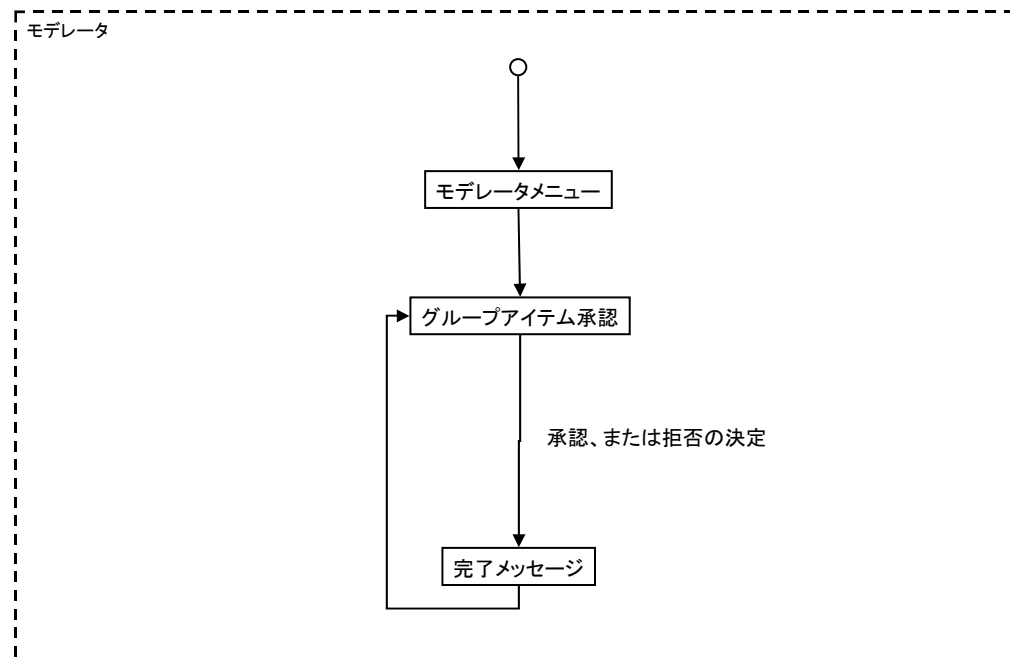 モデレータ
モデレータメニュー
グループアイテム承認
承認、または拒否の決定
完了メッセージ